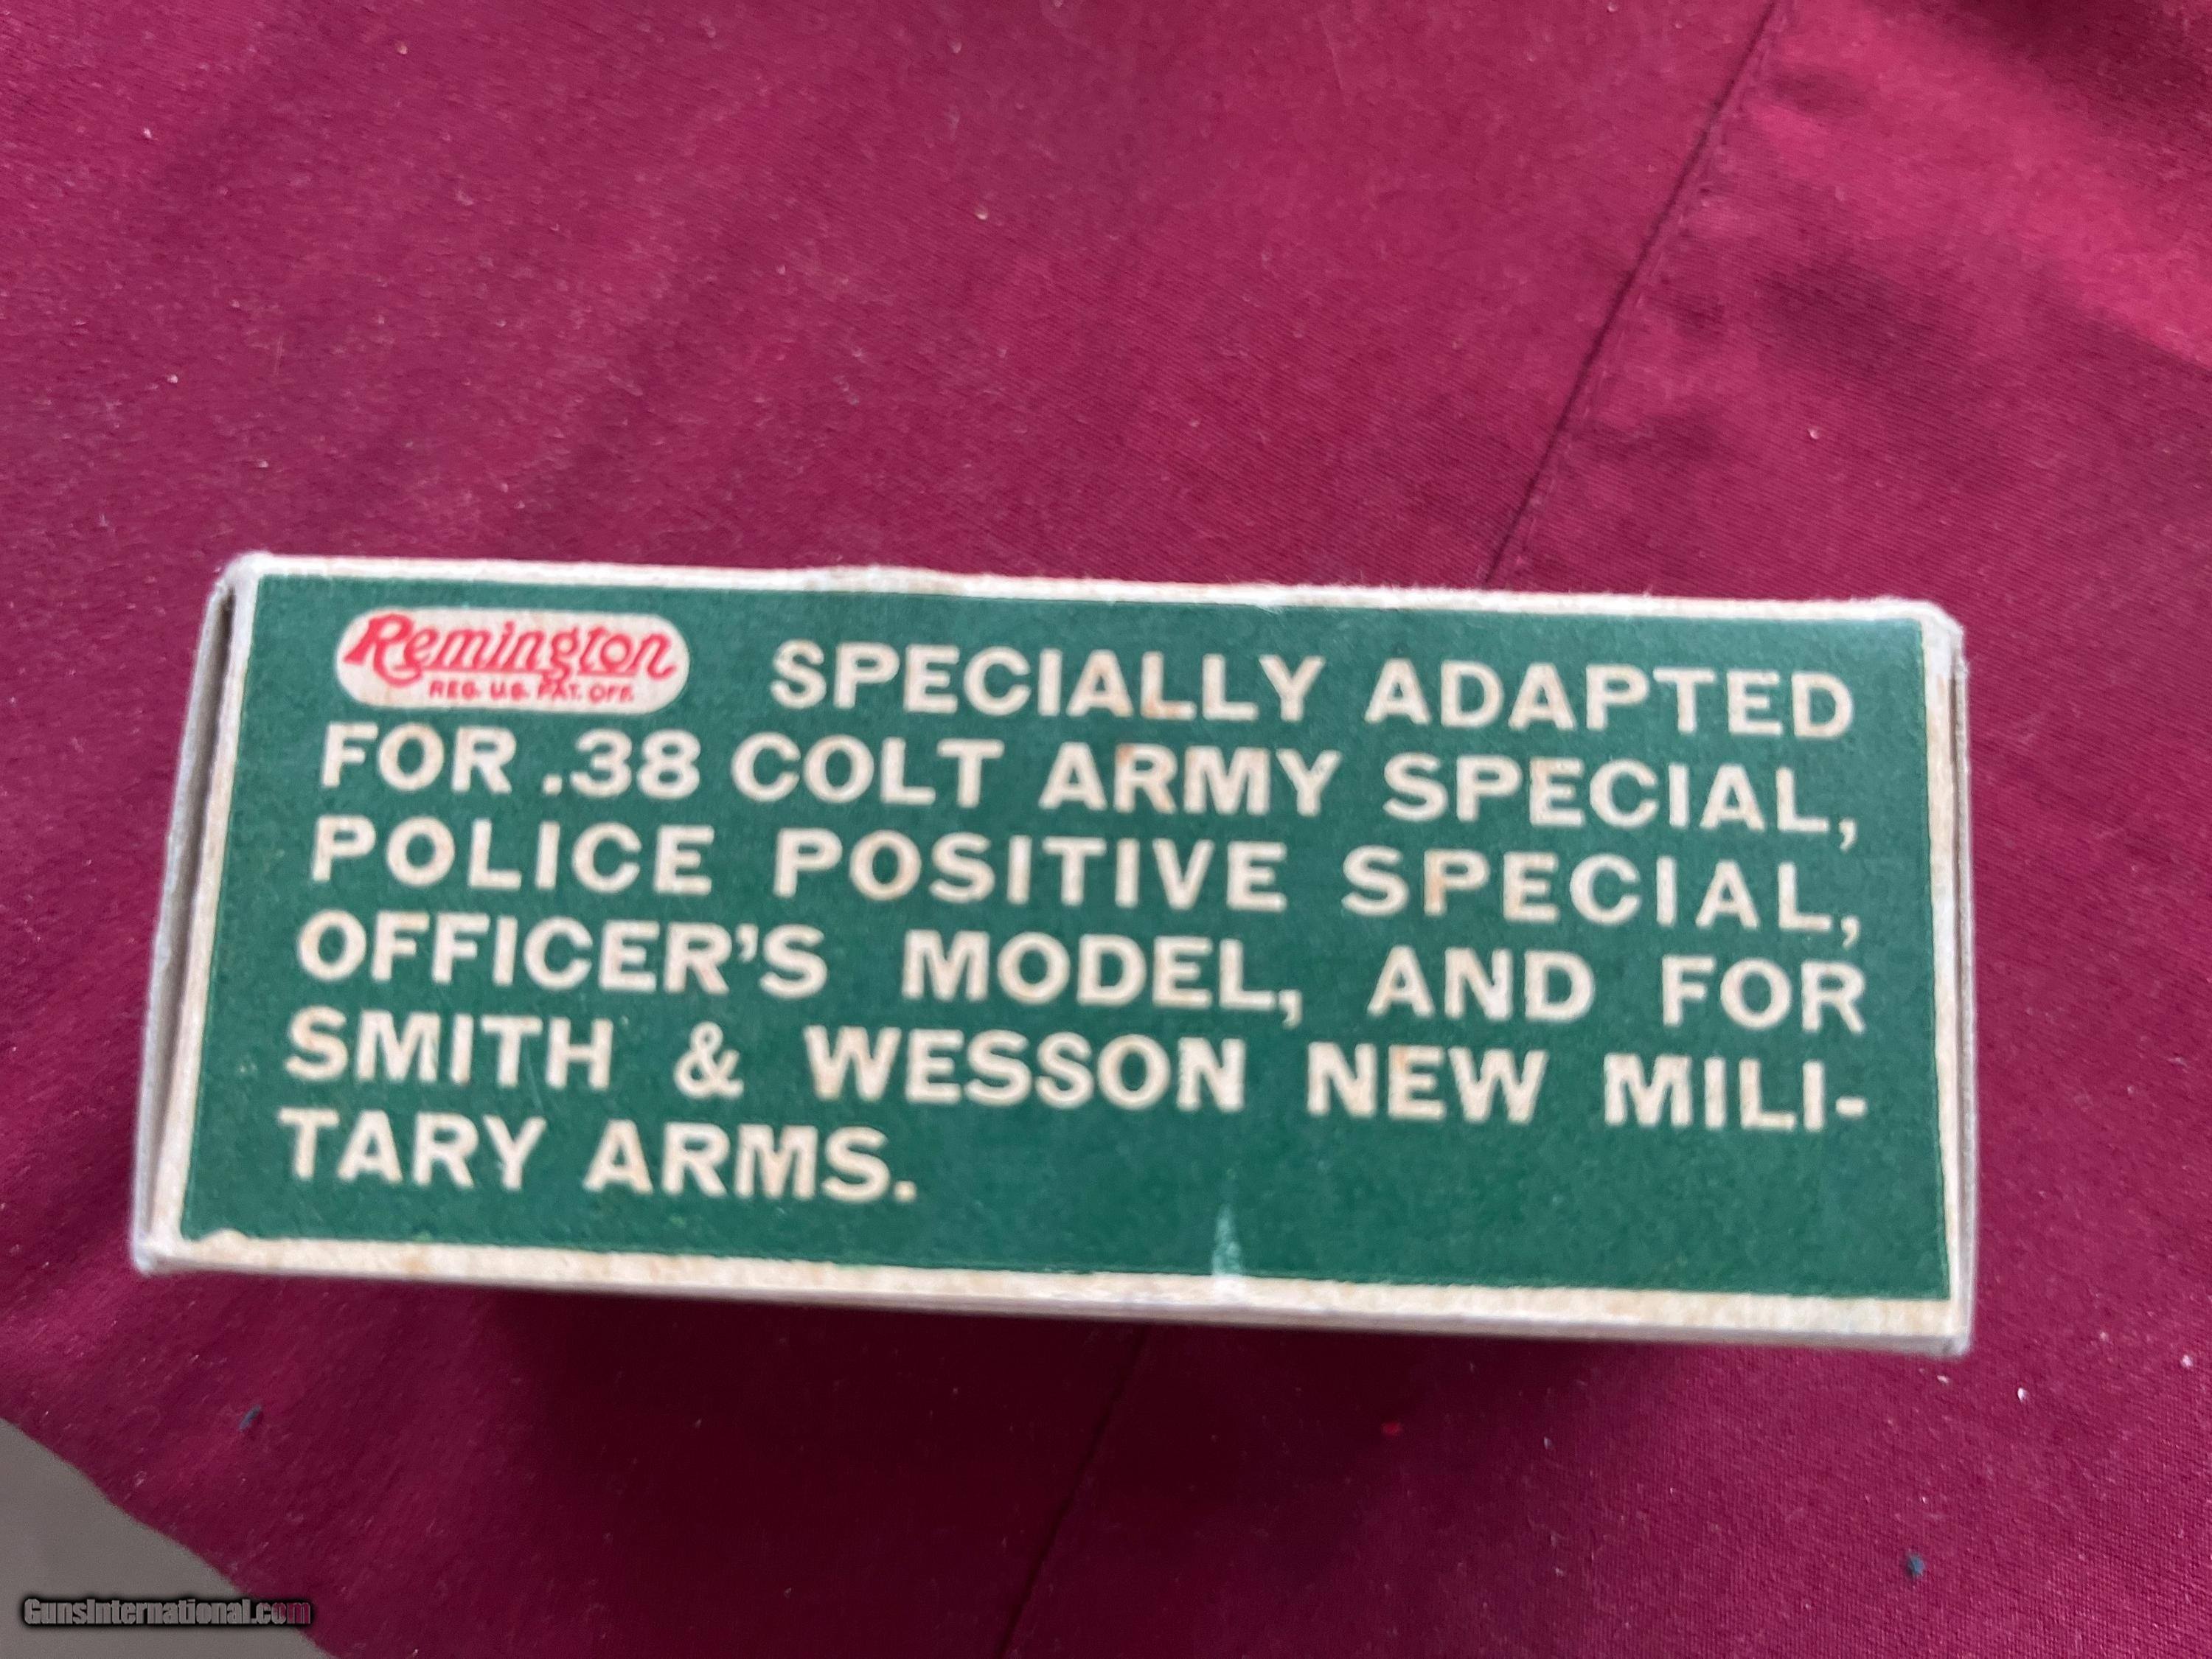 Remington
REG. U.S. PAT. OFF.
SPECIALLY ADAPTED
FOR .38 COLT ARMY SPECIAL,
POLICE POSITIVE SPECIAL,
OFFICER'S MODEL, AND FOR
SMITH & WESSON NEW MILI-
TARY ARMS.
GunsInternational.com